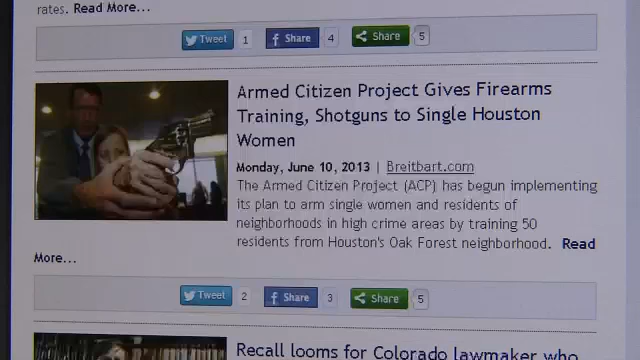 rates. Read More...
Tweet 1 Share 4 Share 5
Armed Citizen Project Gives Firearms
Training, Shotguns to Single Houston
Women
Monday, June 10, 2013 | Breitbart.com
The Armed Citizen Project (ACP) has begun implementing
its plan to arm single women and residents of
neighborhoods in high crime areas by training 50
residents from Houston's Oak Forest neighborhood. Read
More...
Tweet 2 Share 3 Share 5
Recall looms for Colorado lawmaker who